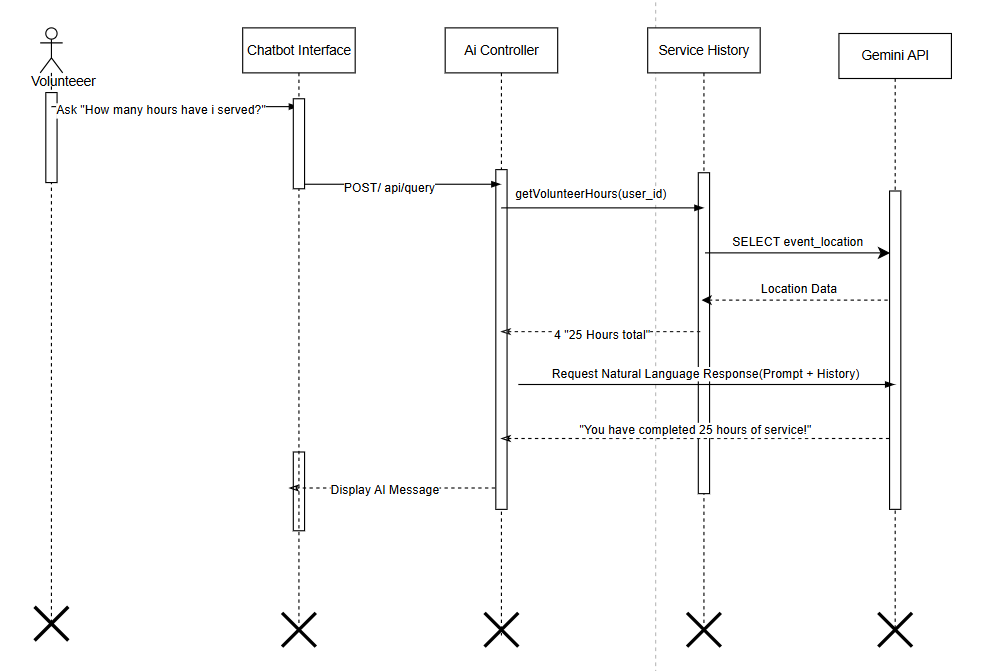 Volunteeer
Chatbot Interface
Ai Controller
Service History
Gemini API
Ask "How many hours have i served?"
POST/ api/query
getVolunteerHours(user_id)
SELECT event_location
Location Data
4 "25 Hours total"
Request Natural Language Response(Prompt + History)
"You have completed 25 hours of service!"
Display AI Message